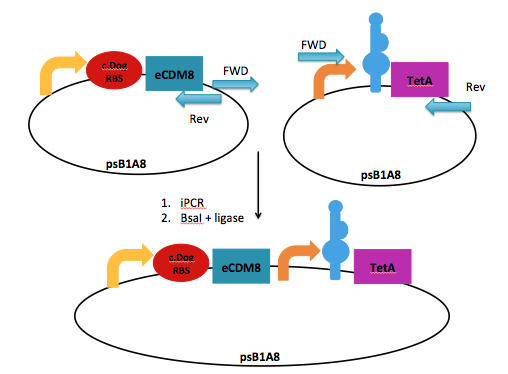 c.Dog
RBS
eCDM8
FWD
Rev
psB1A8
FWD
TetA
Rev
psB1A8
1. iPCR
2. BsaI + ligase
c.Dog
RBS
eCDM8
TetA
psB1A8